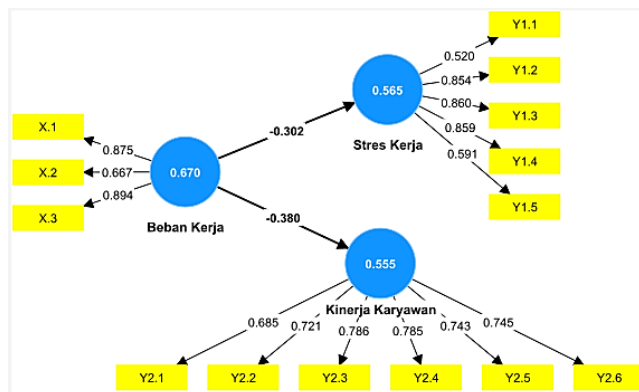 Y1.1
0.520
Y1.2
0.854
0.565
0.860
Y1.3
-0.302
0.859
X.1
Stres Kerja
Y1.4
0.875
0.591
X.2
0.667
0.670
Y1.5
0.894
X.3
-0.380
Beban Kerja
0.555
Kinerja Karyawan
0.685
0.721
0.786
0.785
0.743
0.745
Y2.1
Y2.2
Y2.3
Y2.4
Y2.5
Y2.6